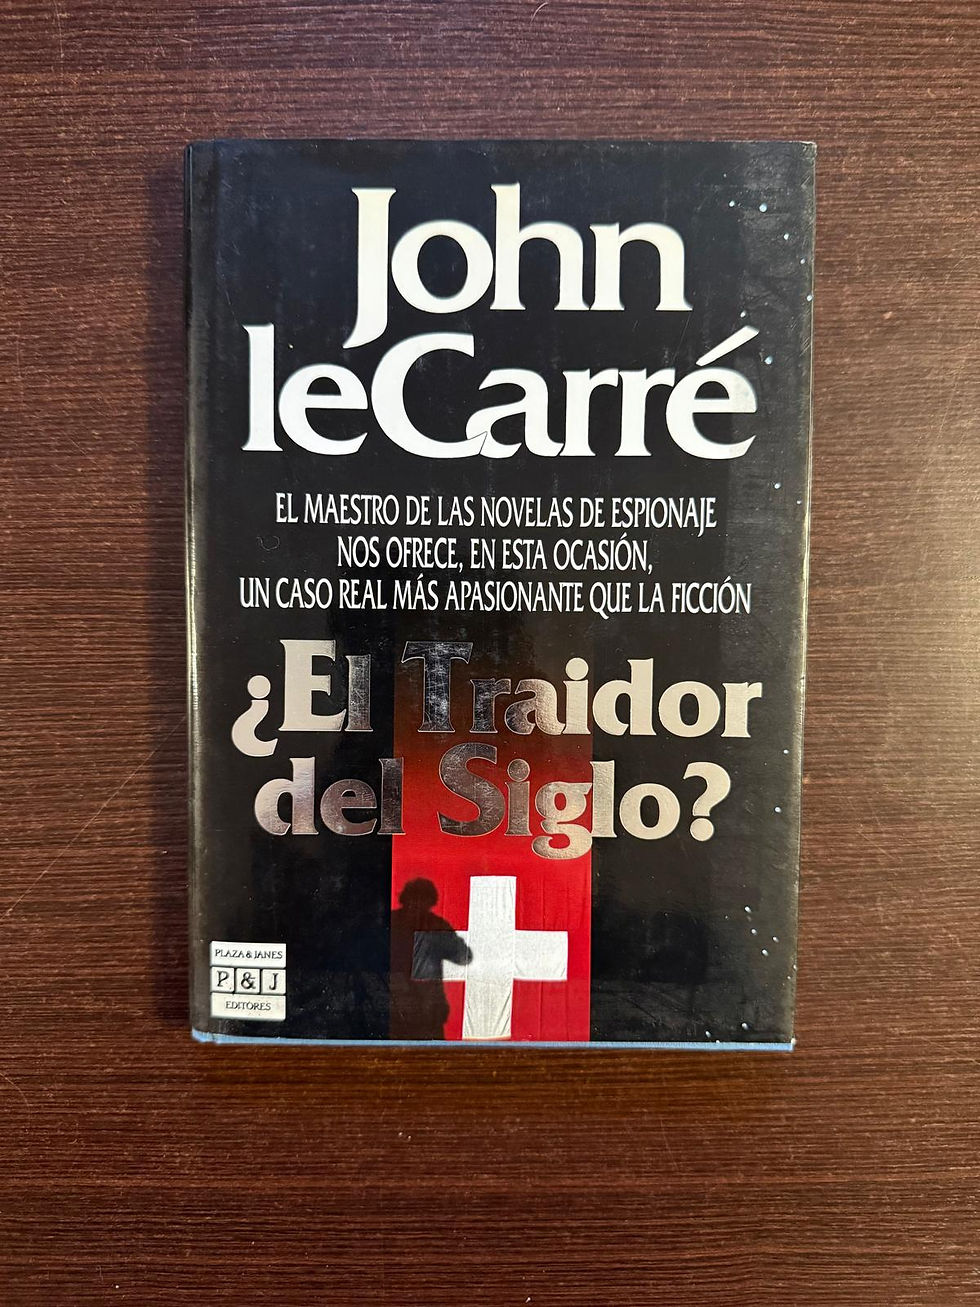 John
leCarré
EL MAESTRO DE LAS NOVELAS DE ESPIONAJE
NOS OFRECE, EN ESTA OCASIÓN,
UN CASO REAL MÁS APASIONANTE QUE LA FICCIÓN
¿El Traidor
del Siglo?
PLAZA & JANES
P & J
EDITORES